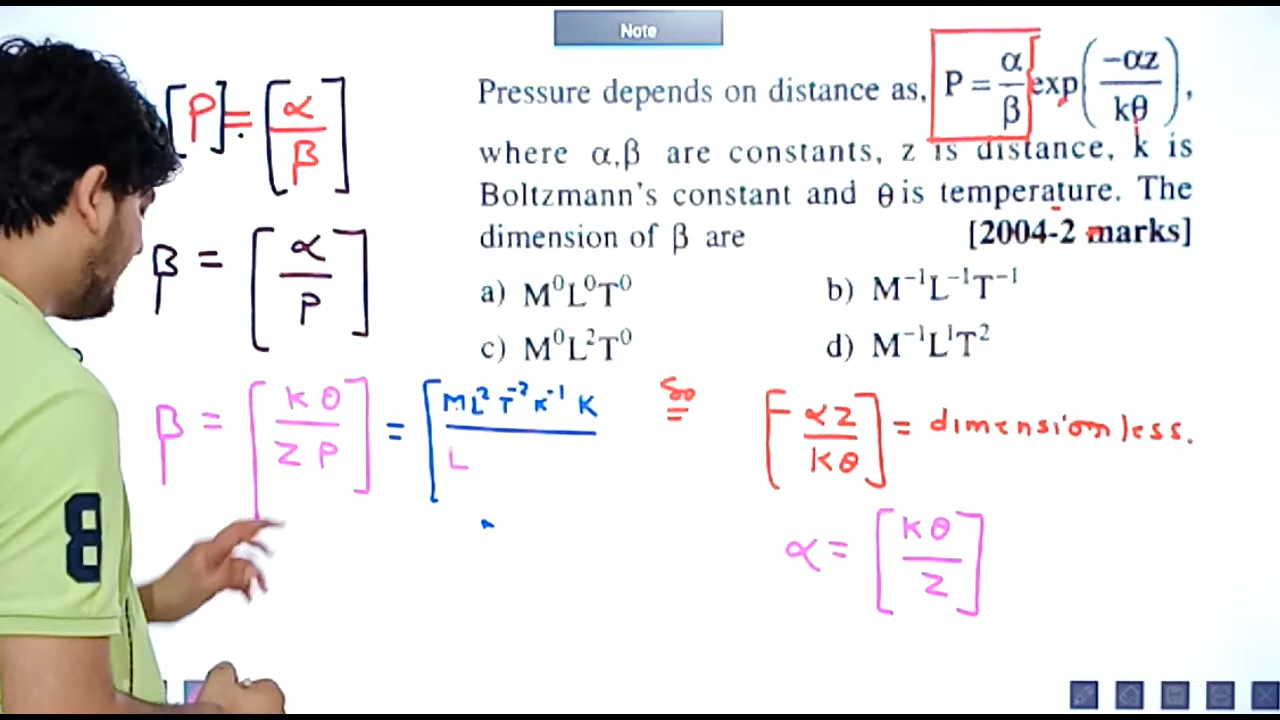 Note
Pressure depends on distance as, P = α/β exp(−αz/kθ),
where α,β are constants, z is distance, k is
Boltzmann's constant and θ is temperature. The
dimension of β are [2004-2 marks]
a) M⁰L⁰T⁰ b) M⁻¹L⁻¹T⁻¹
c) M⁰L²T⁰ d) M⁻¹L¹T²
[P] = [α/β]
β = [α/P]
β = [Kθ/ZP] = [ML²T⁻²K⁻¹K/L
So
[−αZ/Kθ] = dimensionless.
α = [Kθ/Z]
8